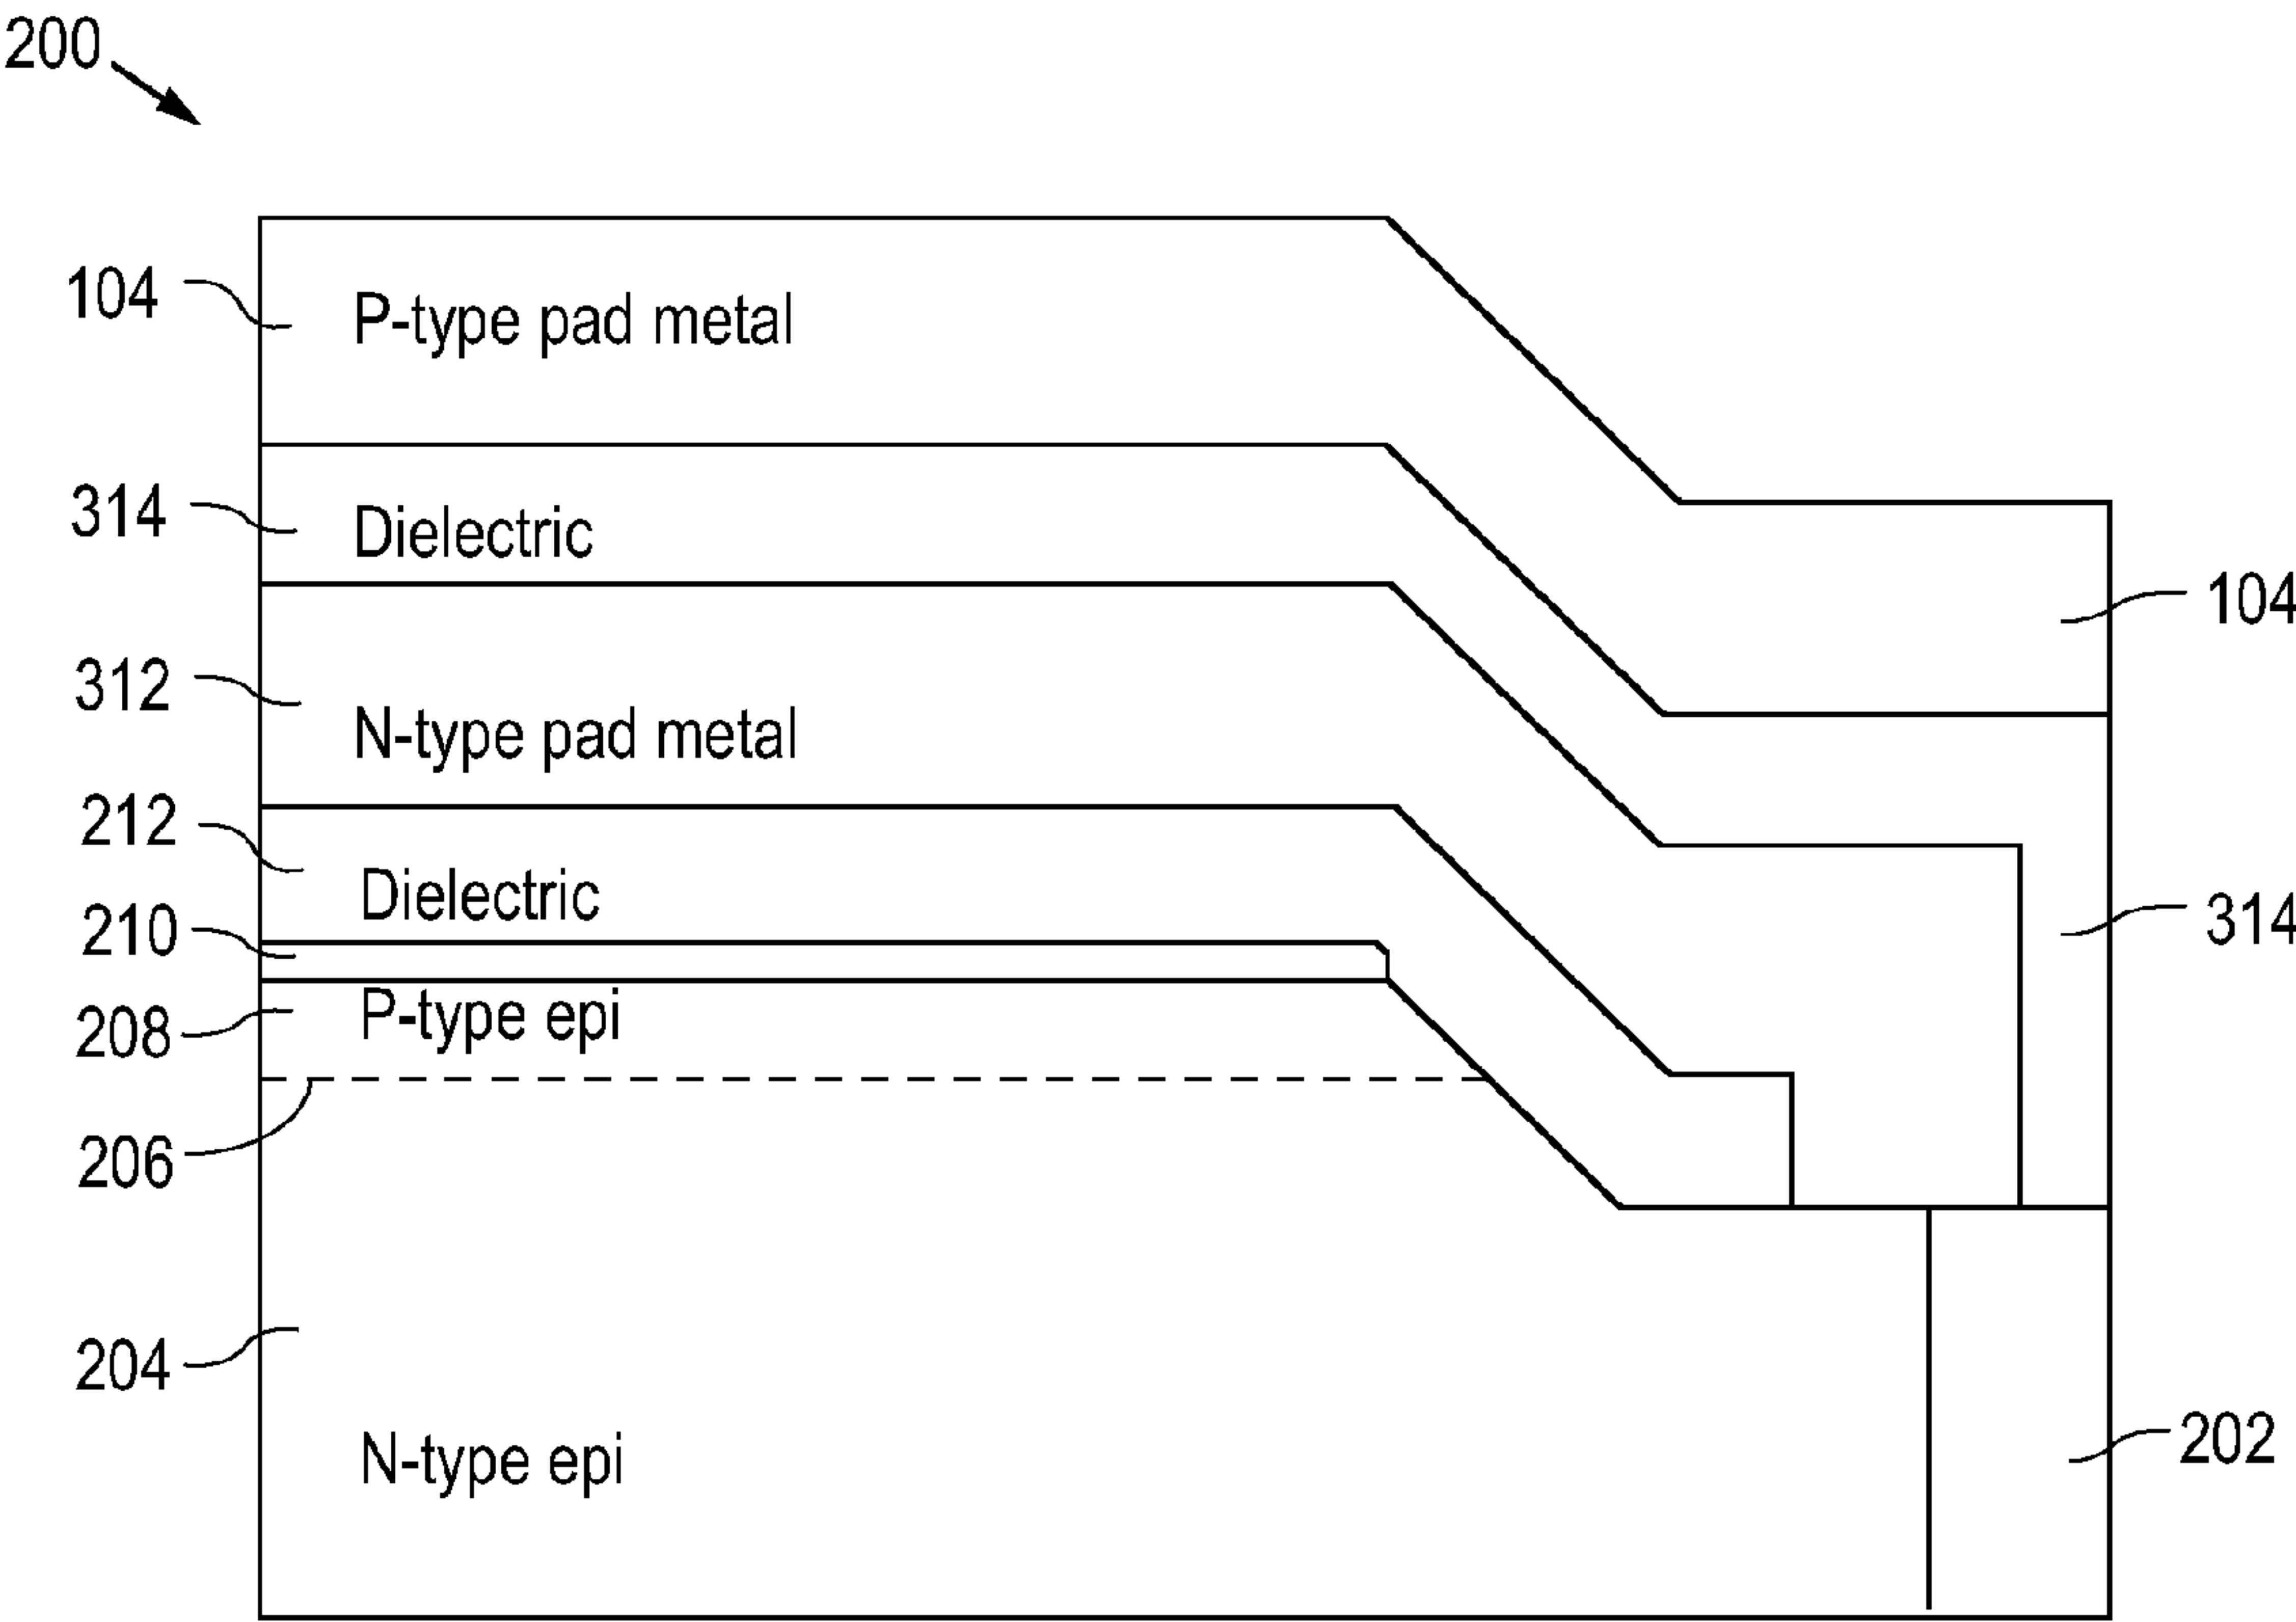 200
104
P-type pad metal
314
Dielectric
104
312
N-type pad metal
212
Dielectric
314
210
208
P-type epi
206
204
202
N-type epi